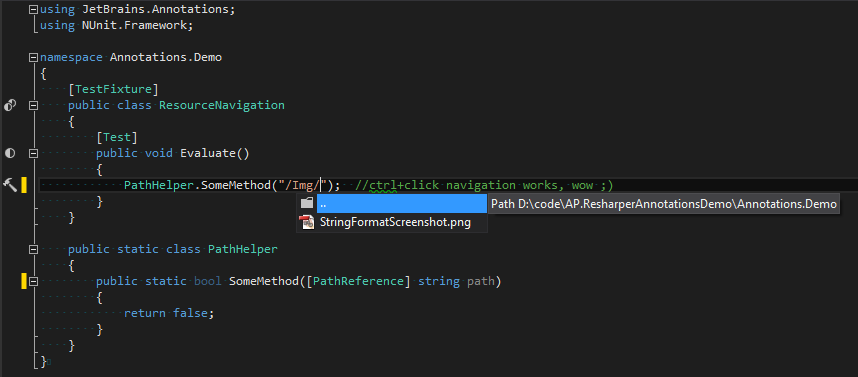 using JetBrains.Annotations;
using NUnit.Framework;
namespace Annotations.Demo
{
[TestFixture]
public class ResourceNavigation
{
[Test]
public void Evaluate()
{
PathHelper.SomeMethod("/Img/");  //ctrl+click navigation works, wow ;)
.. Path D:\code\AP.ResharperAnnotationsDemo\Annotations.Demo
} StringFormatScreenshot.png
}
public static class PathHelper
{
public static bool SomeMethod([PathReference] string path)
{
return false;
}
}
}